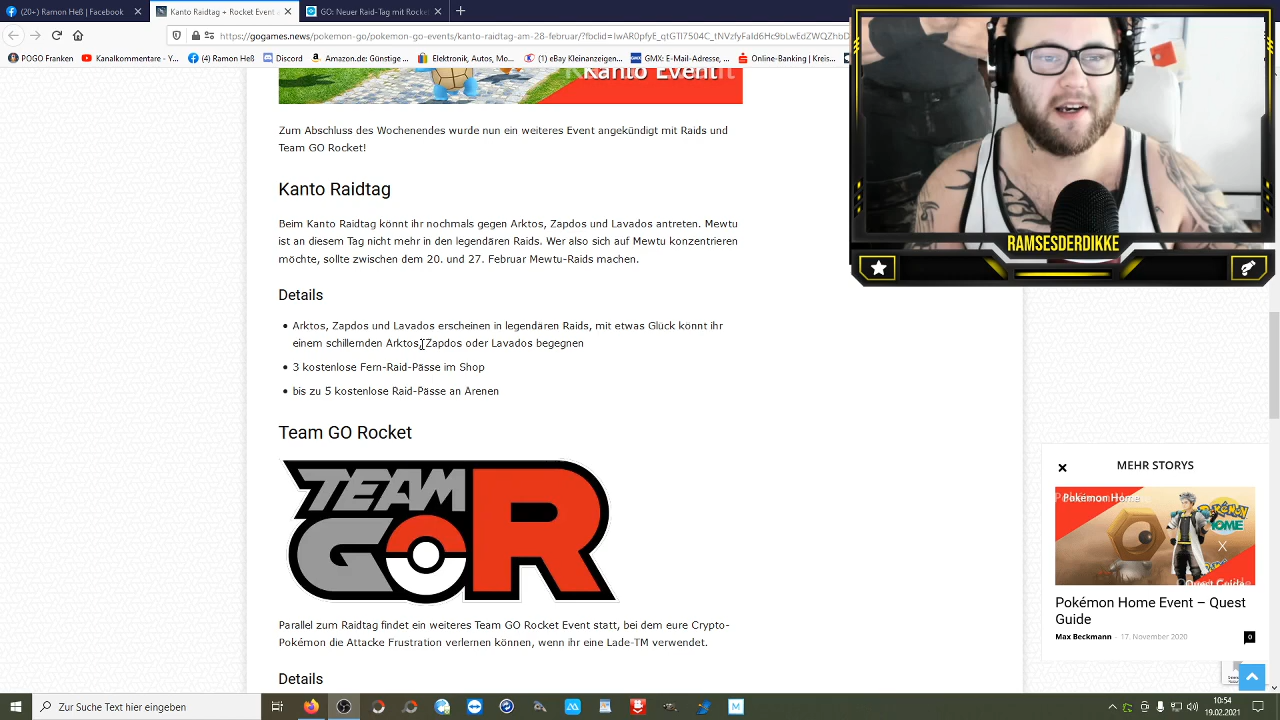 (20+) Ramon Heß | Facebook
Kanto Raidtag + Rocket Event
GO: Neuer Raid-Tag mit Rocket
https://gogames.news/pokemon-go/pokemon-go-events/kanto-raidtag-am-28-februar/
POGO Franken
Kanalkommentare - Yo...
(4) Ramon Heß
Discord
Amazon.de: Günstige ...
Elektronik, Autos, Mo...
(1) eBay Kleinanzeigen...
GMX: E-Mail-Adresse, ...
Online-Banking | Kreis...
Kanto Event
Zum Abschluss des Wochenendes wurde nun ein weiteres Event angekündigt mit Raids und
Team GO Rocket!
Kanto Raidtag
Beim Kanto Raidtag könnt ihr nochmals gegen Arktos, Zapdos und Lavados antreten. Mewtu
ist an diesem Tag nicht mehr in den legendären Raids. Wer also sich auf Mewtu konzentrieren
möchte, sollte zwischen dem 20. und 27. Februar Mewtu-Raids machen.
Details
Arktos, Zapdos und Lavados erscheinen in legendären Raids, mit etwas Glück könnt ihr
einem schillernden Arktos, Zapdos oder Lavados begegnen
3 kostenlose Fern-Raid-Pässe im Shop
bis zu 5 kostenlose Raid-Pässe an Arenen
Team GO Rocket
TEAM
GO R
Parallel zum Raidtag findet ein weiteres Team GO Rocket Event statt, bei dem eure Crypto-
Pokémon die Attacke Frustration verlernen können, wenn ihr eine Lade-TM verwendet.
Details
RAMSESDERDIKKE
MEHR STORYS
Pokémon Home
POKéMON
HOME
X
Quest Guide
Pokémon Home Event – Quest
Guide
Max Beckmann - 17. November 2020
0
Zur Suche Text hier eingeben
10:54
19.02.2021